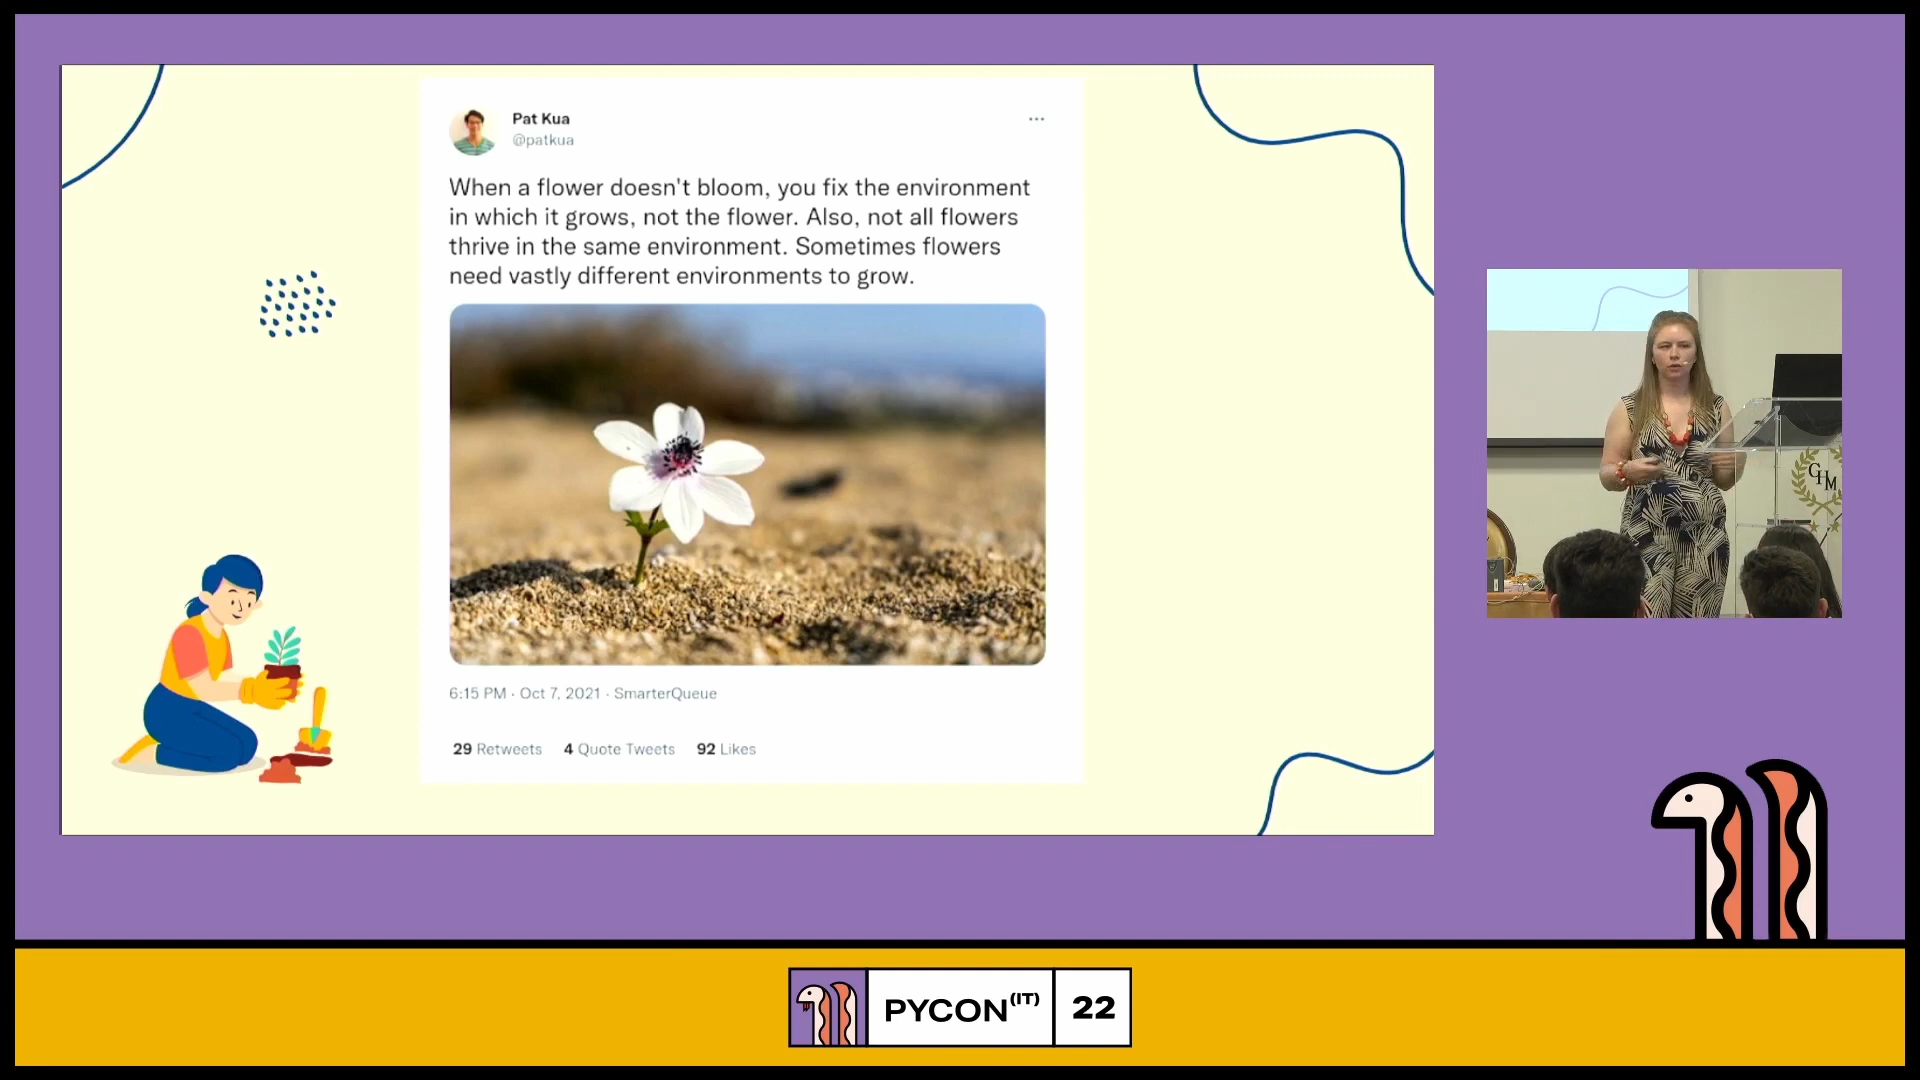 Pat Kua
@patkua
...
When a flower doesn't bloom, you fix the environment
in which it grows, not the flower. Also, not all flowers
thrive in the same environment. Sometimes flowers
need vastly different environments to grow.
6:15 PM · Oct 7, 2021 · SmarterQueue
29 Retweets 4 Quote Tweets 92 Likes
GHM
PYCON(IT) 22